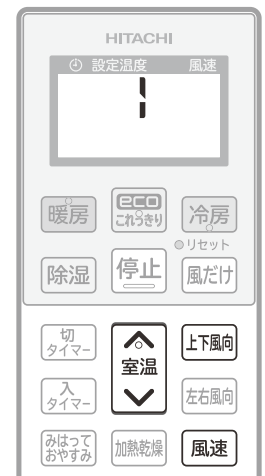 HITACHI
設定温度 風速
1
暖房 eco これっきり 冷房
リセット
除湿 停止 風だけ
切タイマー 室温 上下風向
入タイマー 左右風向
みはっておやすみ 加熱乾燥 風速